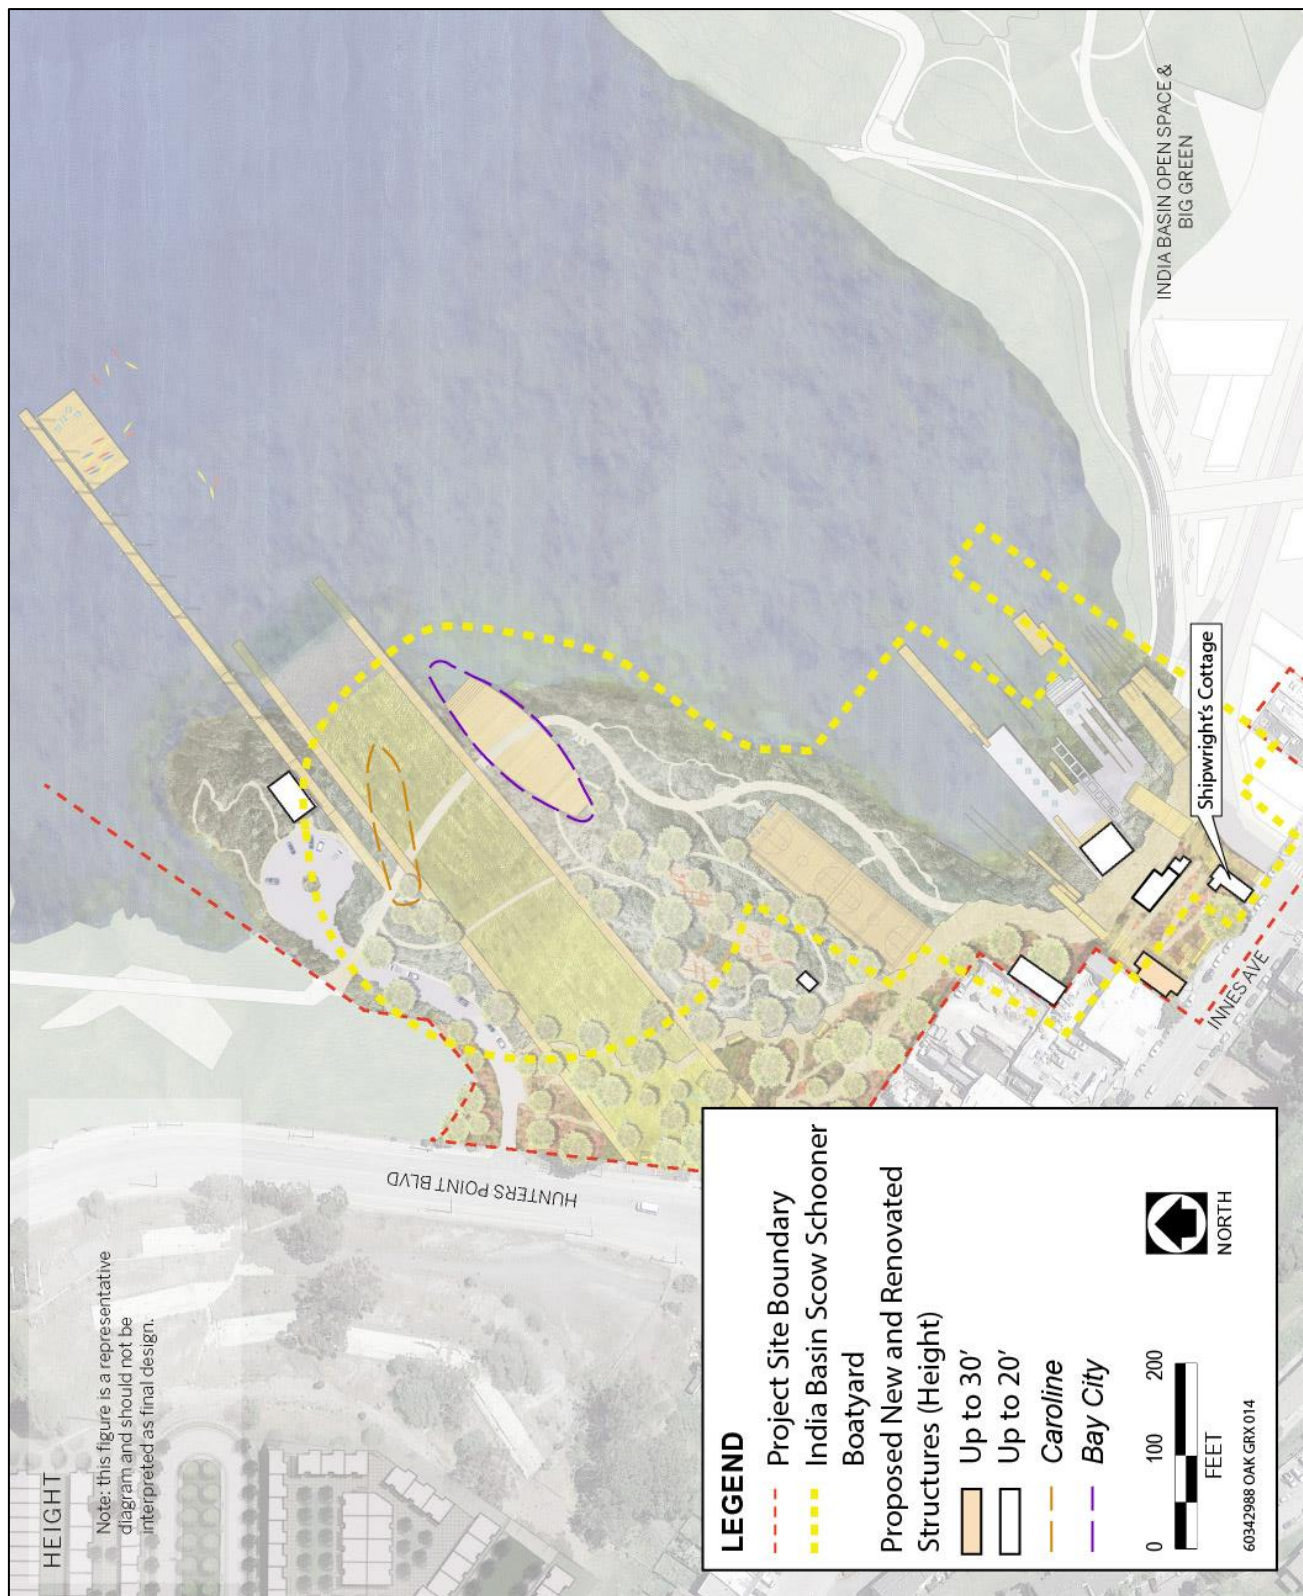 HEIGHT
Note: this figure is a representative
diagram and should not be
interpreted as final design.
HUNTERS POINT BLVD
INDIA BASIN OPEN SPACE &
BIG GREEN
Shipwright's Cottage
INNES AVE
LEGEND
Project Site Boundary
India Basin Scow Schooner
Boatyard
Proposed New and Renovated
Structures (Height)
Up to 30'
Up to 20'
Caroline
Bay City
0 100 200
FEET
NORTH
60342988 OAK GRX 014